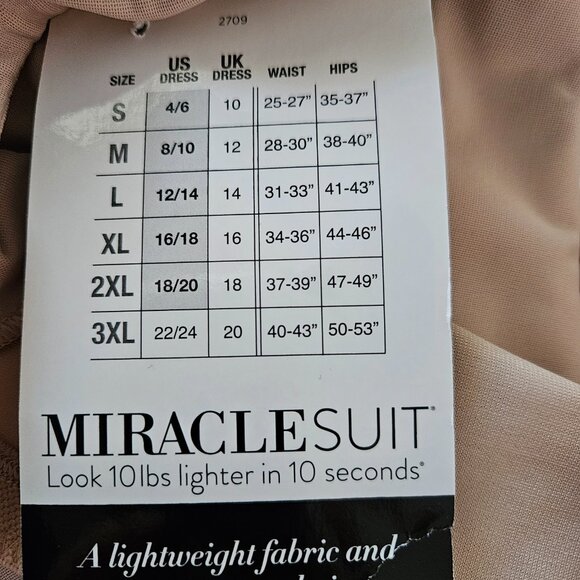 2709
SIZE US DRESS UK DRESS WAIST HIPS
S 4/6 10 25-27" 35-37"
M 8/10 12 28-30" 38-40"
L 12/14 14 31-33" 41-43"
XL 16/18 16 34-36" 44-46"
2XL 18/20 18 37-39" 47-49"
3XL 22/24 20 40-43" 50-53"
MIRACLESUIT®
Look 10lbs lighter in 10 seconds®
A lightweight fabric and